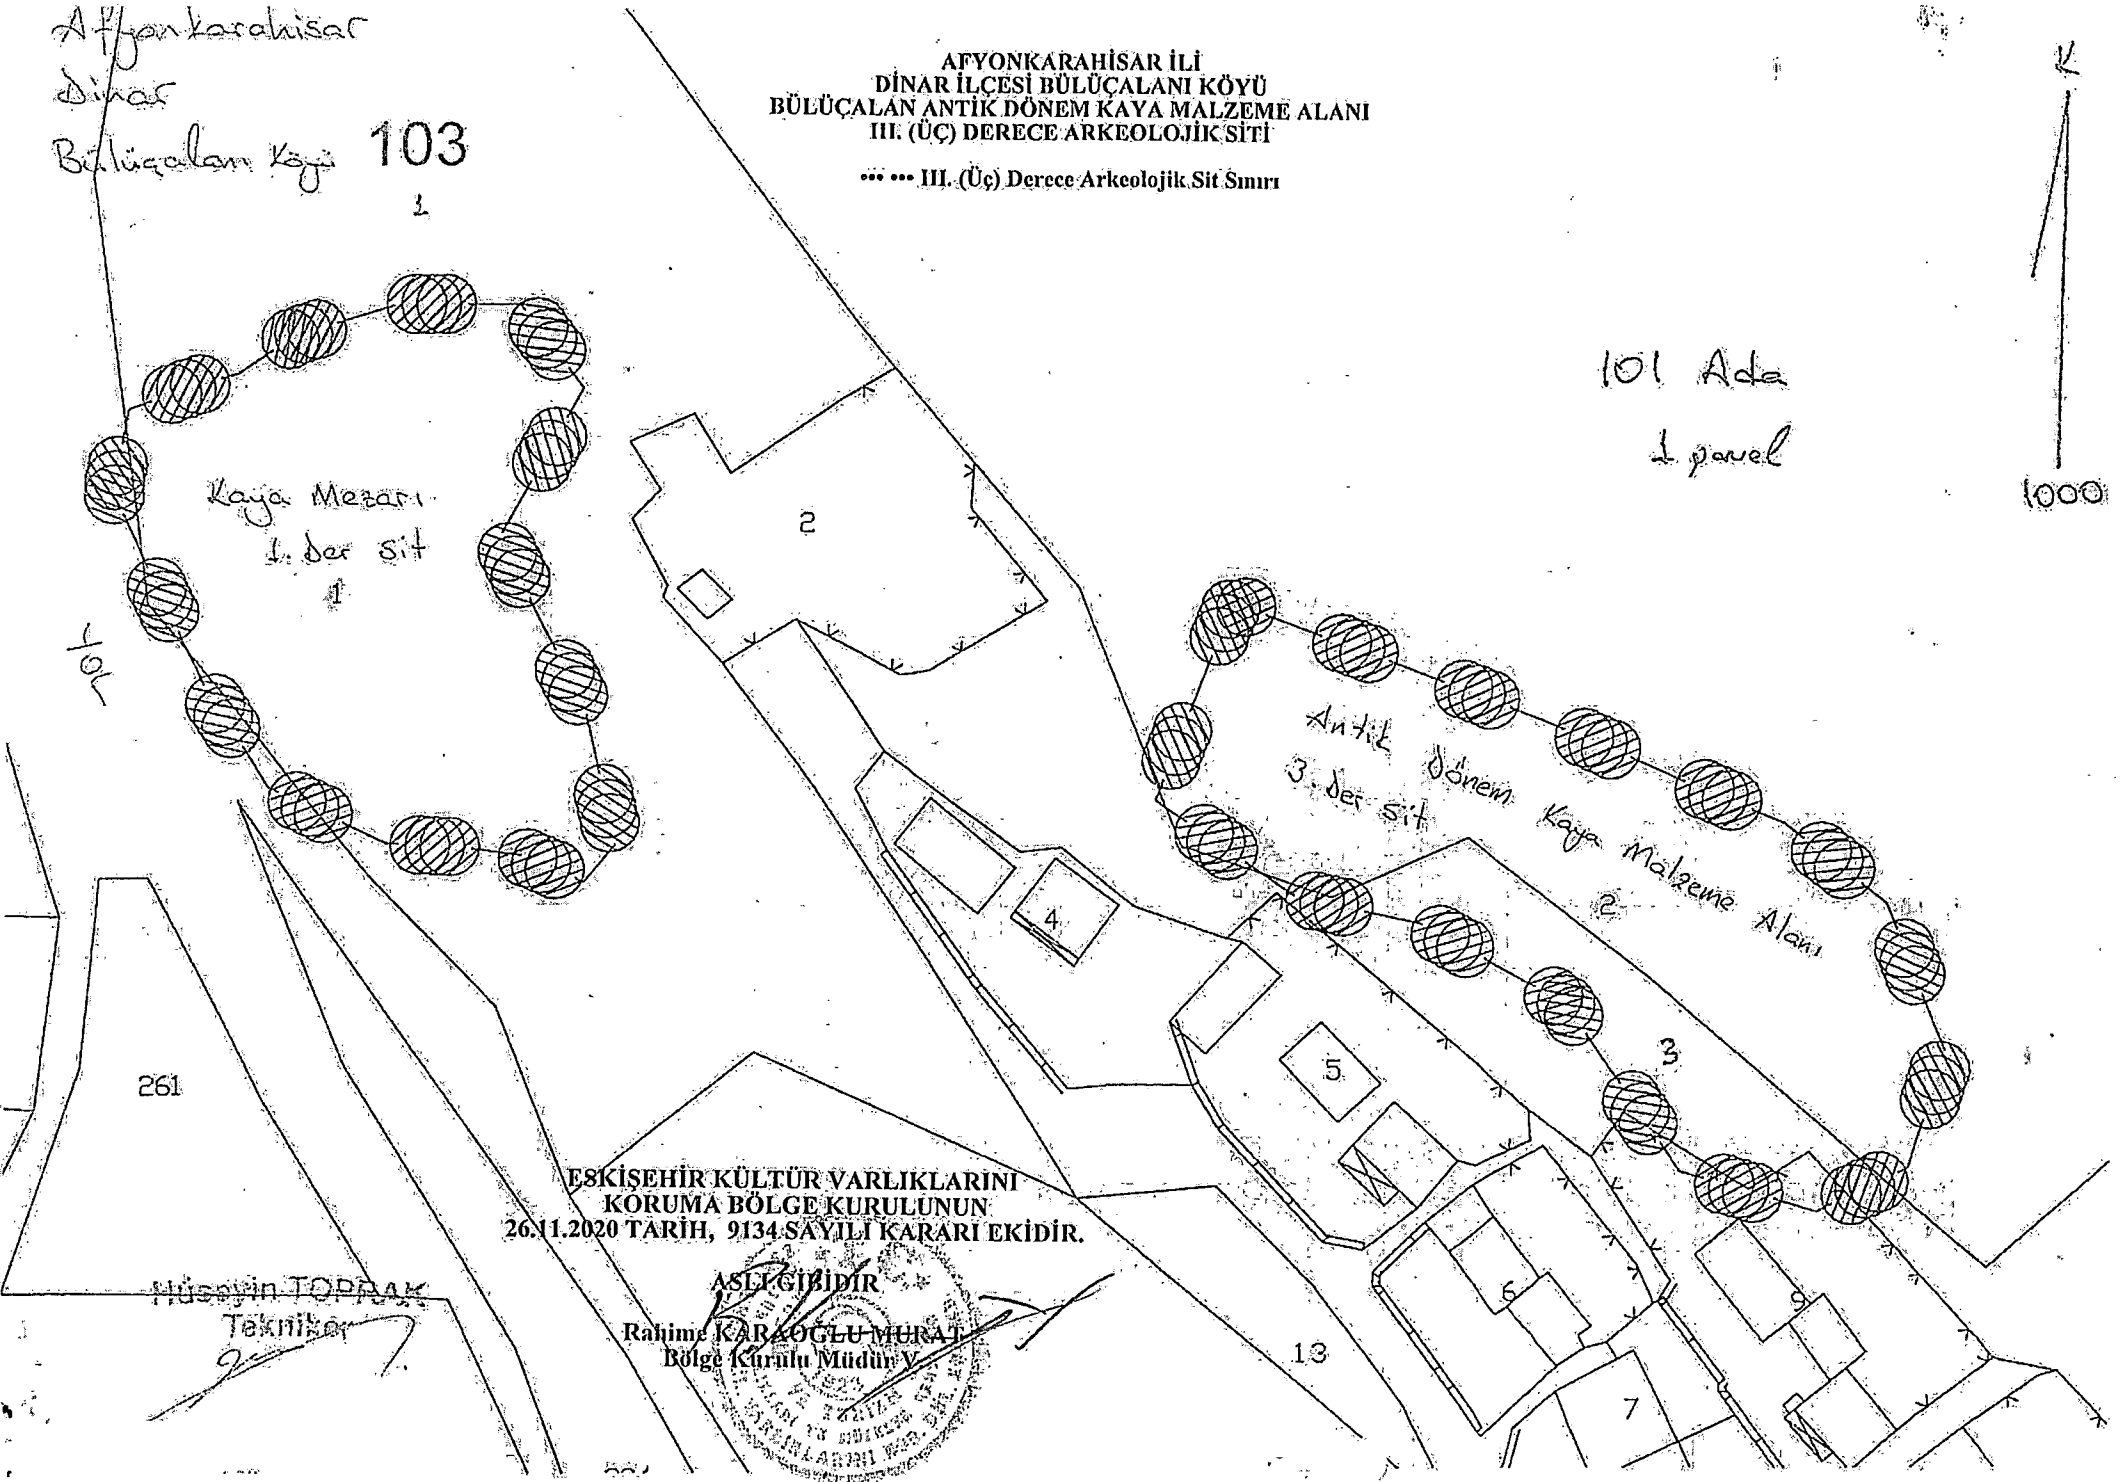 Afyonkarahisar
Dinar
Bülüçalan Köyü 103
1
AFYONKARAHİSAR İLİ
DİNAR İLÇESİ BÜLÜÇALANI KÖYÜ
BÜLÜÇALAN ANTİK DÖNEM KAYA MALZEME ALANI
III. (ÜÇ) DERECE ARKEOLOJİK SİTİ
••• ••• III. (Üç) Derece Arkeolojik Sit Sınırı
K
1000
101 Ada
1 parsel
Kaya Mezarı
1. Der Sit
1
2
Yol
Antik Dönem Kaya Malzeme Alanı
3. Der Sit
2
4
3
5
261
ESKİŞEHİR KÜLTÜR VARLIKLARINI
KORUMA BÖLGE KURULUNUN
26.11.2020 TARİH, 9134 SAYILI KARARI EKİDİR.
ASLI GİBİDİR
Rahime KARAOĞLU MURAT
Bölge Kurulu Müdür V.
Hüseyin TOPRAK
Tekniker
6
9
13
7